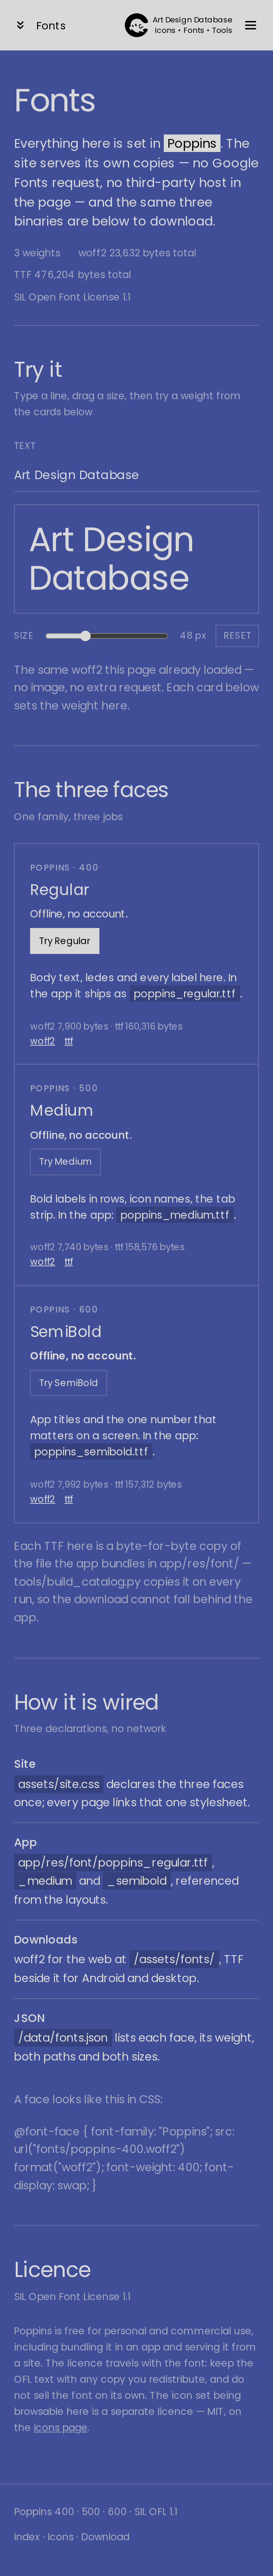 Fonts
Art Design Database
Icons • Fonts • Tools
Fonts
Everything here is set in Poppins. The
site serves its own copies — no Google
Fonts request, no third-party host in
the page — and the same three
binaries are below to download.
3 weights woff2 23,632 bytes total
TTF 476,204 bytes total
SIL Open Font License 1.1
Try it
Type a line, drag a size, then try a weight from
the cards below
TEXT
Art Design Database
Art Design
Database
SIZE 48 px RESET
The same woff2 this page already loaded —
no image, no extra request. Each card below
sets the weight here.
The three faces
One family, three jobs
POPPINS · 400
Regular
Offline, no account.
Try Regular
Body text, ledes and every label here. In
the app it ships as poppins_regular.ttf.
woff2 7,900 bytes · ttf 160,316 bytes
woff2 ttf
POPPINS · 500
Medium
Offline, no account.
Try Medium
Bold labels in rows, icon names, the tab
strip. In the app: poppins_medium.ttf.
woff2 7,740 bytes · ttf 158,576 bytes
woff2 ttf
POPPINS · 600
SemiBold
Offline, no account.
Try SemiBold
App titles and the one number that
matters on a screen. In the app:
poppins_semibold.ttf.
woff2 7,992 bytes · ttf 157,312 bytes
woff2 ttf
Each TTF here is a byte-for-byte copy of
the file the app bundles in app/res/font/ —
tools/build_catalog.py copies it on every
run, so the download cannot fall behind the
app.
How it is wired
Three declarations, no network
Site
assets/site.css declares the three faces
once; every page links that one stylesheet.
App
app/res/font/poppins_regular.ttf,
_medium and _semibold, referenced
from the layouts.
Downloads
woff2 for the web at /assets/fonts/, TTF
beside it for Android and desktop.
JSON
/data/fonts.json lists each face, its weight,
both paths and both sizes.
A face looks like this in CSS:
@font-face { font-family: "Poppins"; src:
url("fonts/poppins-400.woff2")
format("woff2"); font-weight: 400; font-
display: swap; }
Licence
SIL Open Font License 1.1
Poppins is free for personal and commercial use,
including bundling it in an app and serving it from
a site. The licence travels with the font: keep the
OFL text with any copy you redistribute, and do
not sell the font on its own. The icon set being
browsable here is a separate licence — MIT, on
the icons page.
Poppins 400 · 500 · 600 · SIL OFL 1.1
Index · Icons · Download